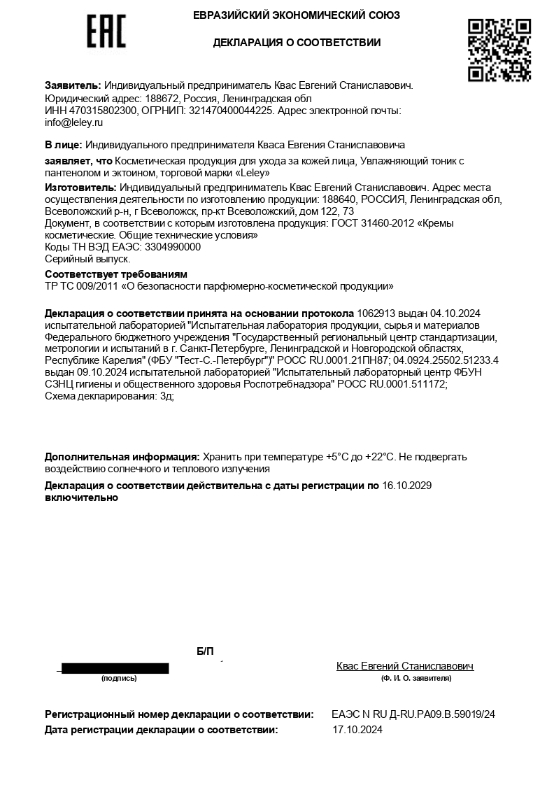 ЕВРАЗИЙСКИЙ ЭКОНОМИЧЕСКИЙ СОЮЗ
ЕАС
ДЕКЛАРАЦИЯ О СООТВЕТСТВИИ
Заявитель: Индивидуальный предприниматель Квас Евгений Станиславович.
Юридический адрес: 188672, Россия, Ленинградская обл
ИНН 470315802300, ОГРНИП: 321470400044225. Адрес электронной почты:
info@leley.ru
В лице: Индивидуального предпринимателя Кваса Евгения Станиславовича
заявляет, что Косметическая продукция для ухода за кожей лица, Увлажняющий тоник с
пантенолом и эктоином, торговой марки «Leley»
Изготовитель: Индивидуальный предприниматель Квас Евгений Станиславович. Адрес места
осуществления деятельности по изготовлению продукции: 188640, РОССИЯ, Ленинградская обл,
Всеволожский р-н, г Всеволожск, пр-кт Всеволожский, дом 122, 73
Документ, в соответствии с которым изготовлена продукция: ГОСТ 31460-2012 «Кремы
косметические. Общие технические условия»
Коды ТН ВЭД ЕАЭС: 3304990000
Серийный выпуск.
Соответствует требованиям
ТР ТС 009/2011 «О безопасности парфюмерно-косметической продукции»
Декларация о соответствии принята на основании протокола 1062913 выдан 04.10.2024
испытательной лабораторией "Испытательная лаборатория продукции, сырья и материалов
Федерального бюджетного учреждения "Государственный региональный центр стандартизации,
метрологии и испытаний в г. Санкт-Петербурге, Ленинградской и Новгородской областях,
Республике Карелия" (ФБУ "Тест-С.-Петербург")" РОСС RU.0001.21ПН87; 04.0924.25502.51233.4
выдан 09.10.2024 испытательной лабораторией "Испытательный лабораторный центр ФБУН
СЗНЦ гигиены и общественного здоровья Роспотребнадзора" РОСС RU.0001.511172;
Схема декларирования: 3д;
Дополнительная информация: Хранить при температуре +5°С до +22°С. Не подвергать
воздействию солнечного и теплового излучения
Декларация о соответствии действительна с даты регистрации по 16.10.2029
включительно
Б/П
Квас Евгений Станиславович
(подпись) (Ф. И. О. заявителя)
Регистрационный номер декларации о соответствии: ЕАЭС N RU Д-RU.РА09.В.59019/24
Дата регистрации декларации о соответствии: 17.10.2024